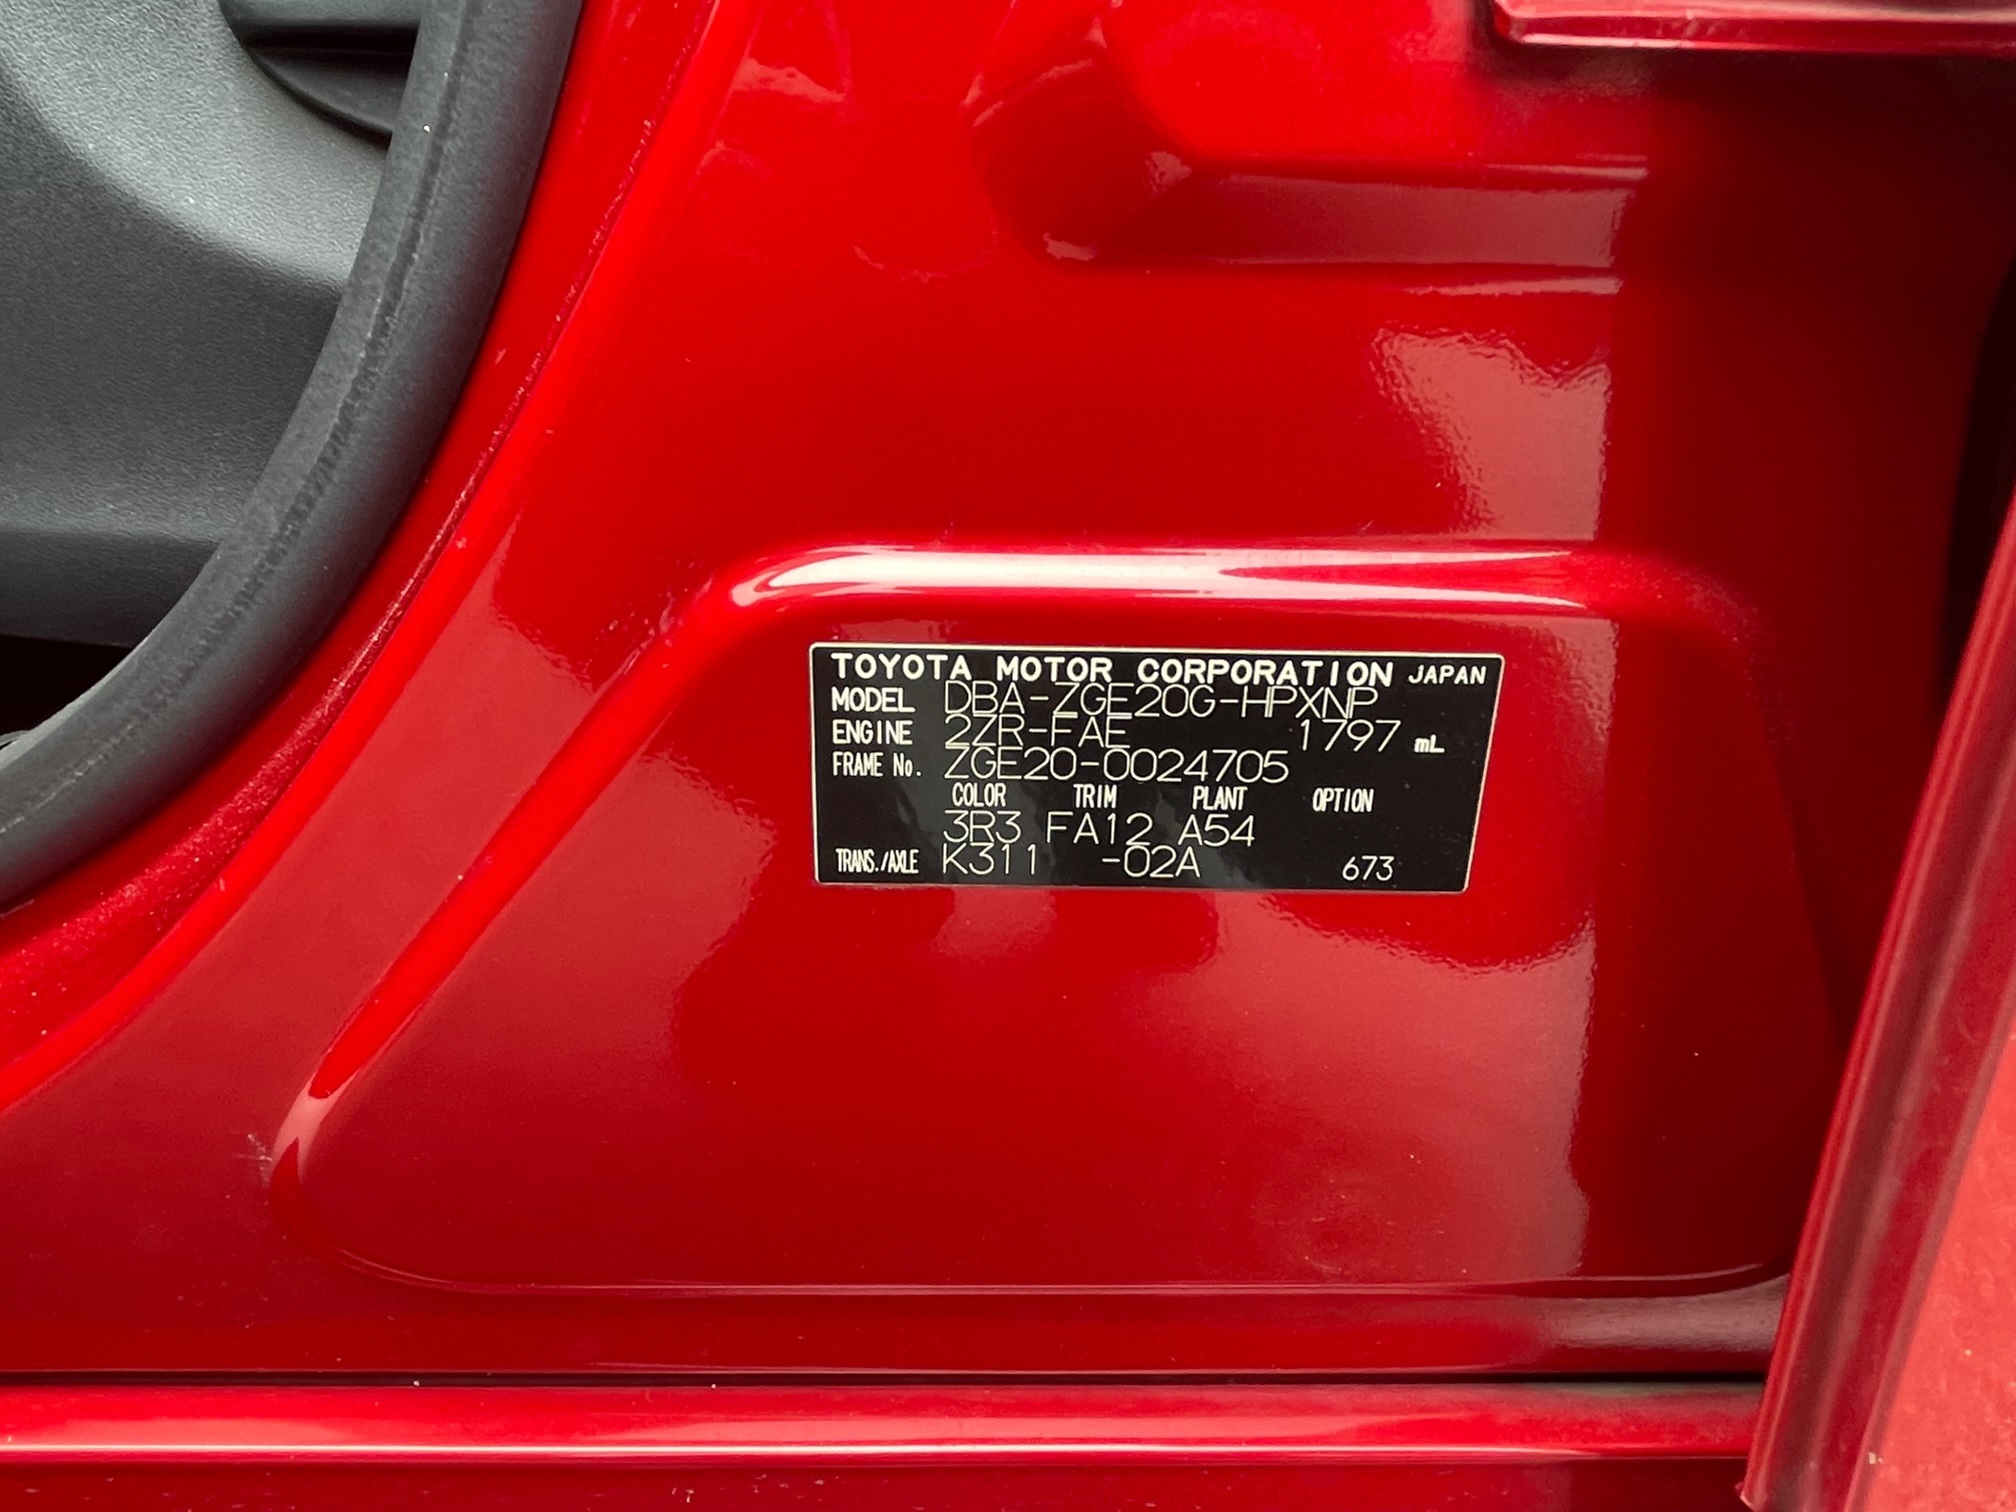 TOYOTA MOTOR CORPORATION JAPAN
MODEL DBA-ZGE20G-HPXNP
ENGINE 2ZR-FAE 1797 mL
FRAME No. ZGE20-0024705
COLOR TRIM PLANT OPTION
3R3 FA12 A54
TRANS./AXLE K311 -02A 673